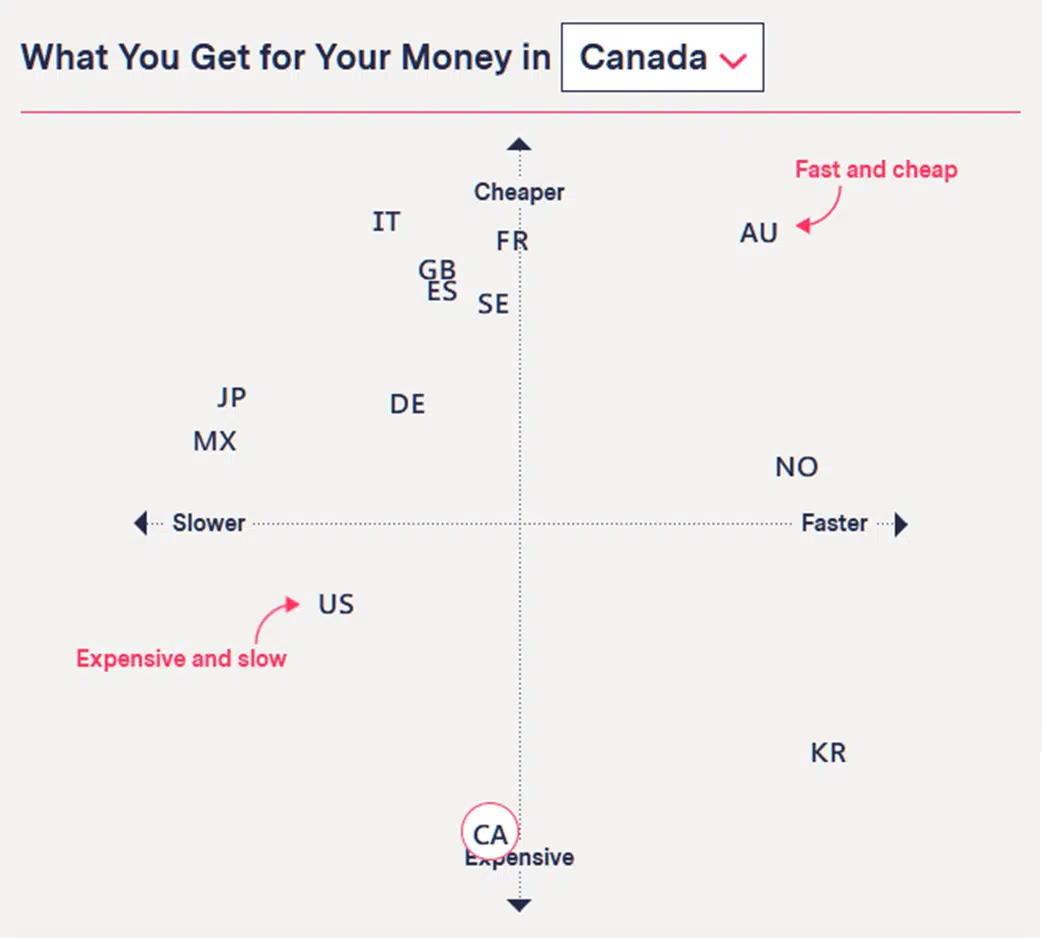 What You Get for Your Money in Canada
Fast and cheap
Cheaper
IT
FR
AU
GB
ES
SE
JP
DE
MX
NO
Slower
Faster
US
Expensive and slow
KR
CA
Expensive